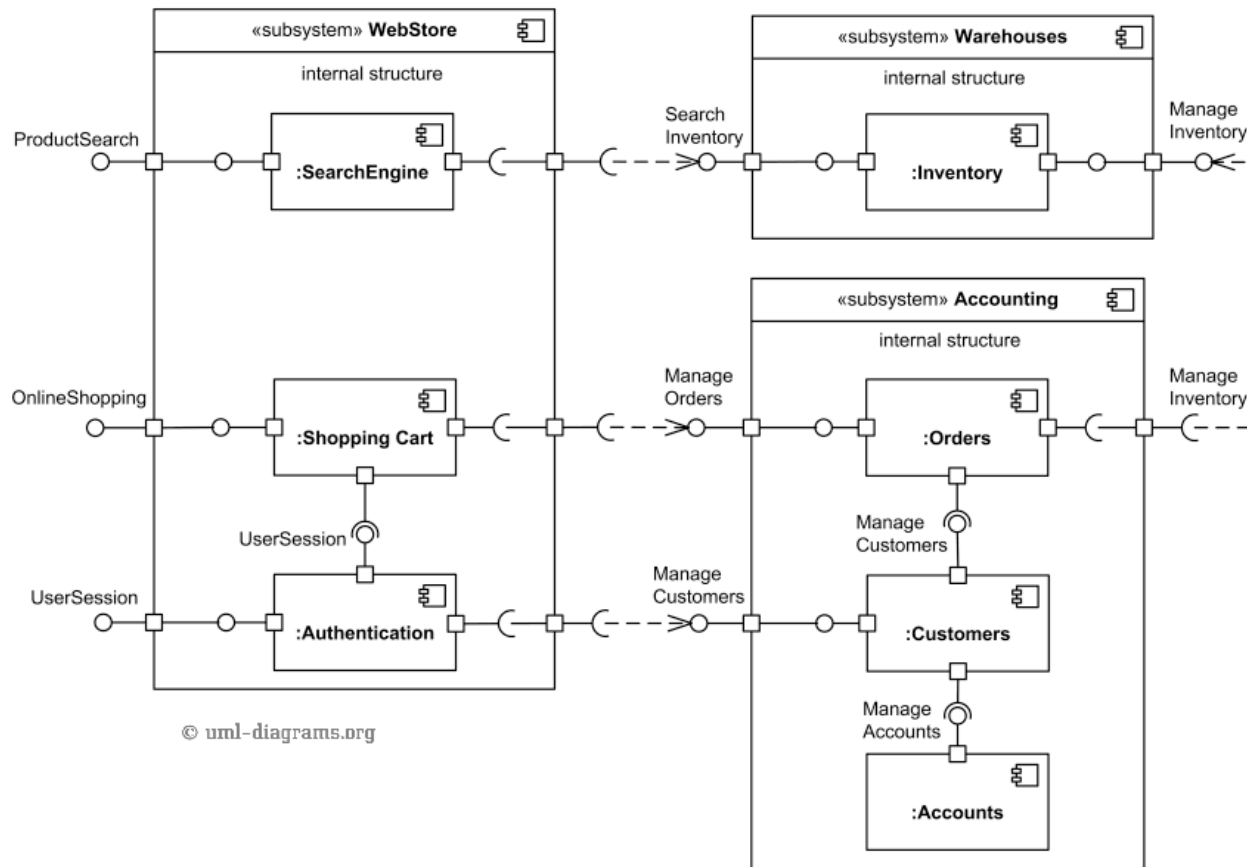 «subsystem» WebStore
internal structure
ProductSearch
:SearchEngine
Search
Inventory
«subsystem» Warehouses
internal structure
:Inventory
Manage
Inventory
OnlineShopping
:Shopping Cart
UserSession
UserSession
:Authentication
Manage
Orders
Manage
Customers
«subsystem» Accounting
internal structure
:Orders
Manage
Inventory
Manage
Customers
:Customers
Manage
Accounts
:Accounts
© uml-diagrams.org